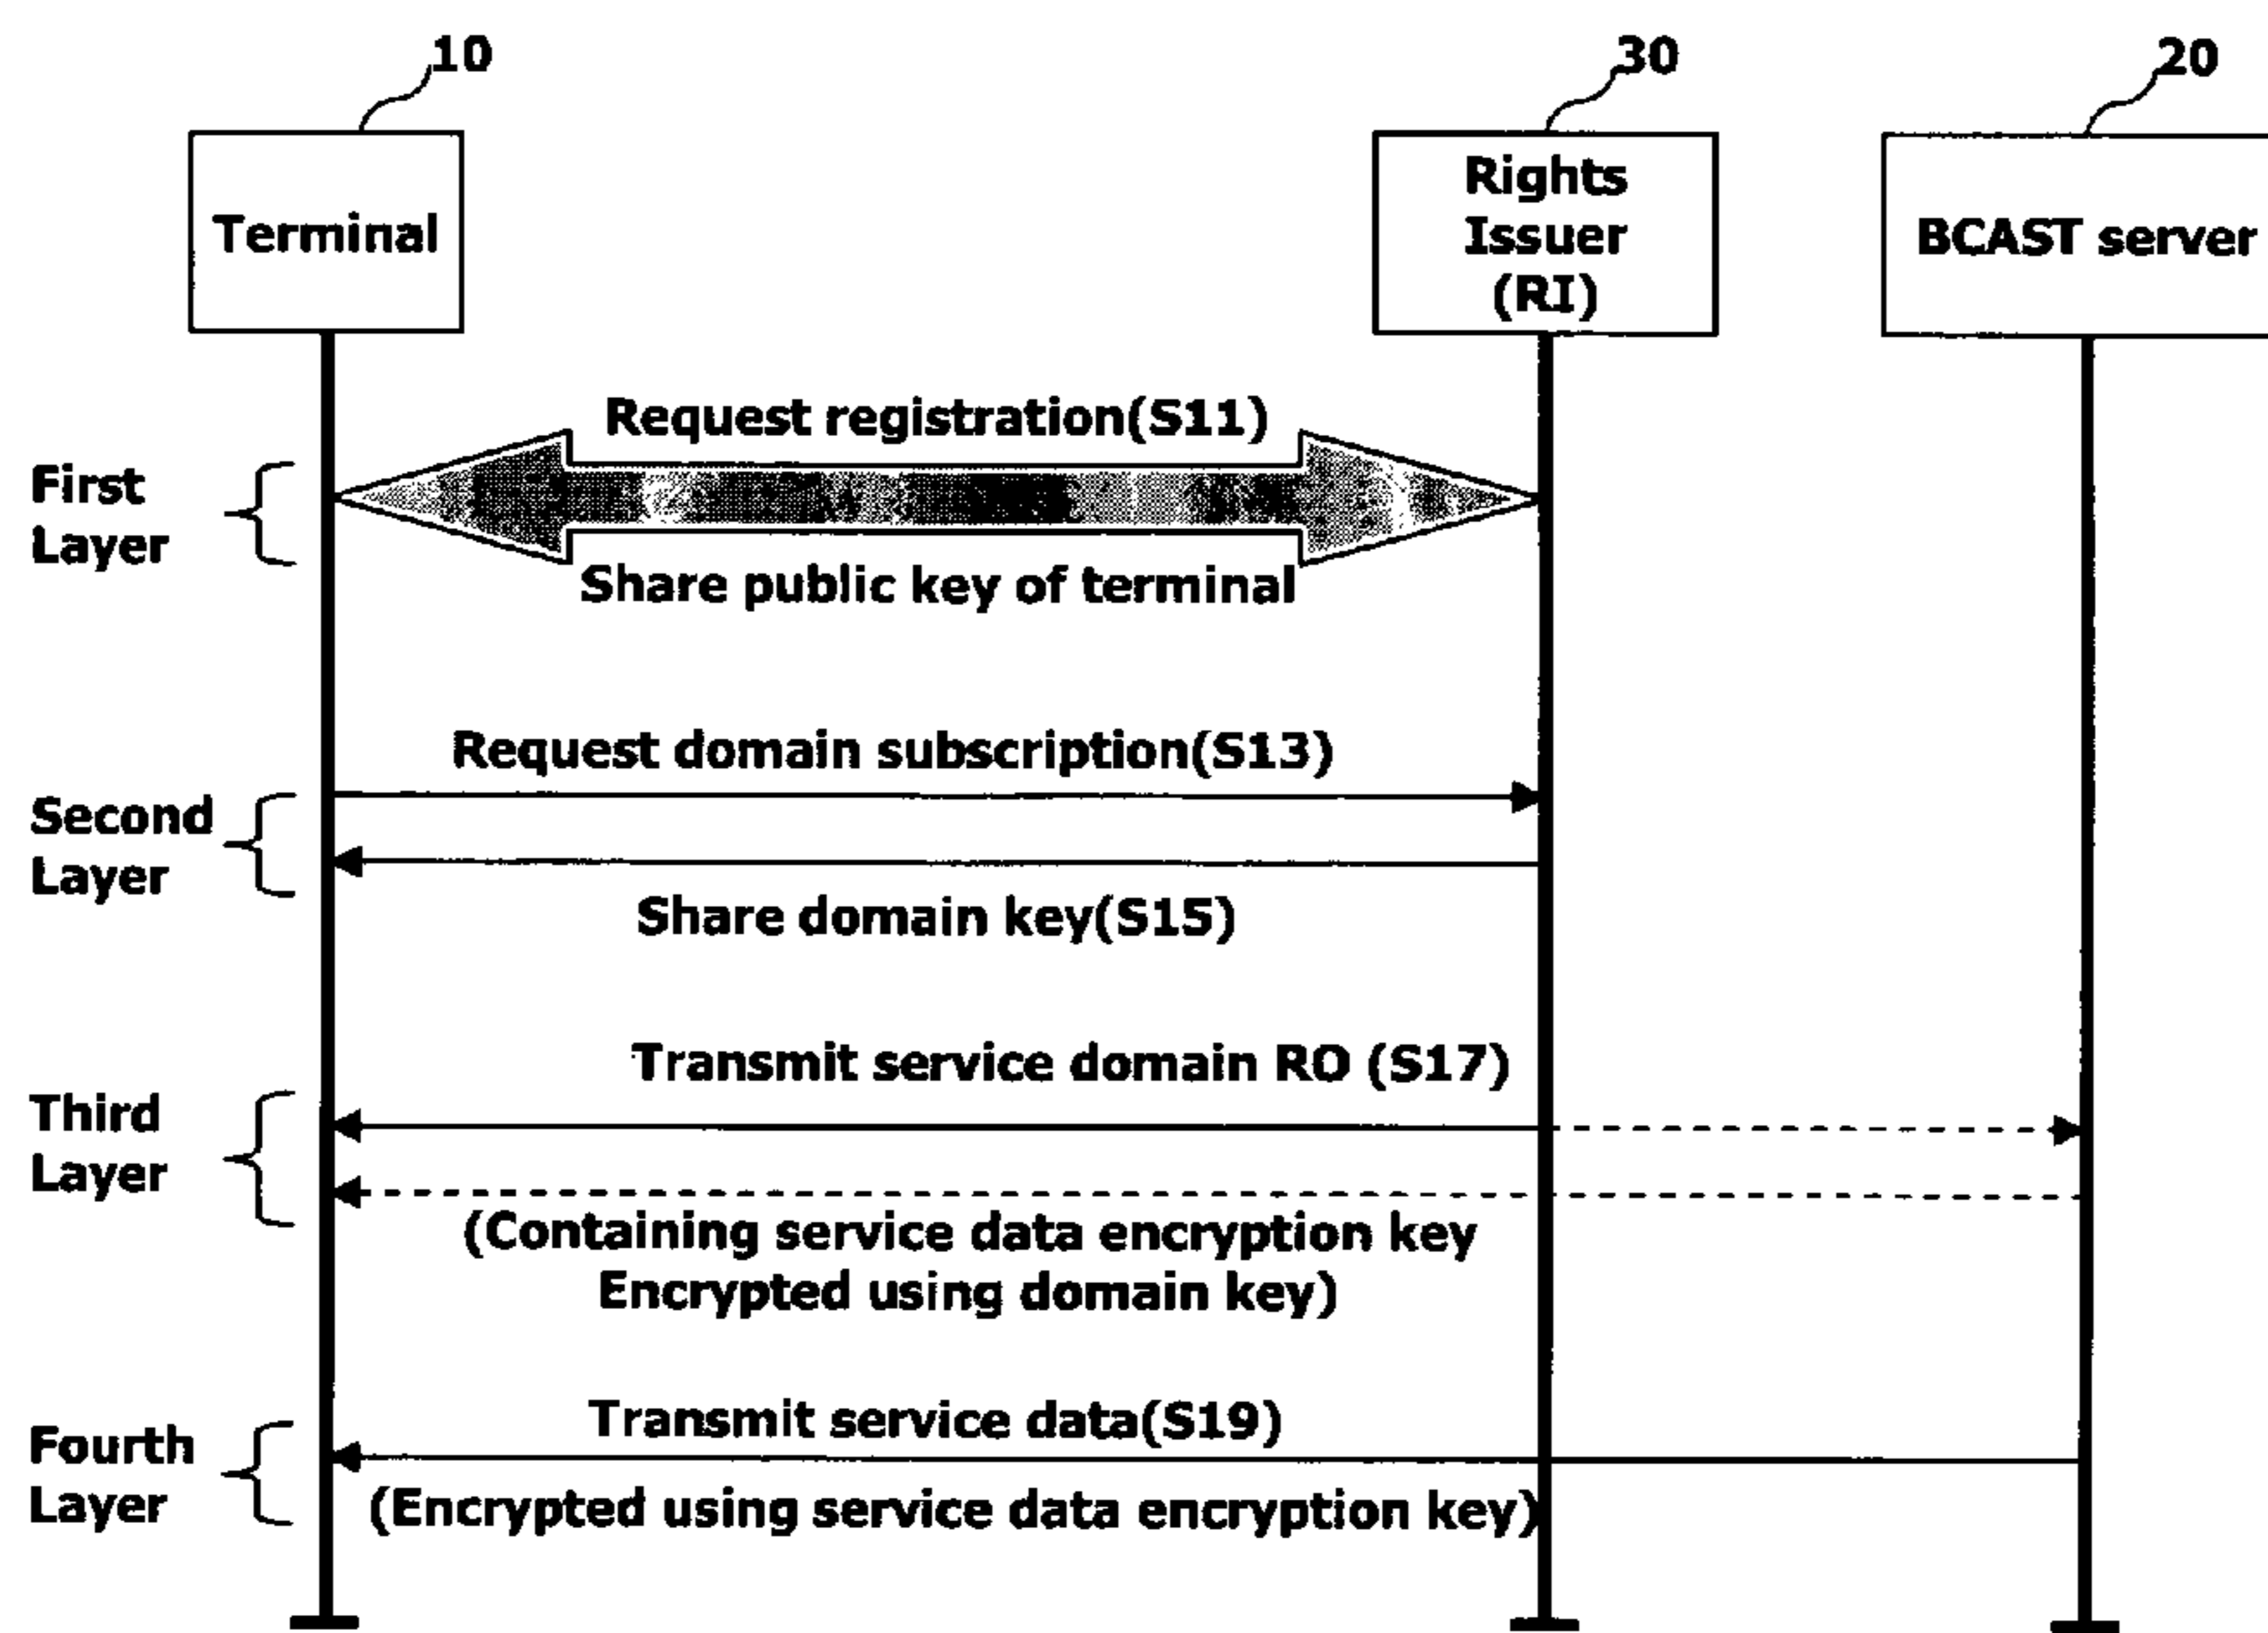 10
30
20
Terminal
Rights
Issuer
(RI)
BCAST server
Request registration(S11)
First
Layer
Share public key of terminal
Request domain subscription(S13)
Second
Layer
Share domain key(S15)
Transmit service domain RO (S17)
Third
Layer
(Containing service data encryption key
Encrypted using domain key)
Transmit service data(S19)
Fourth
Layer
(Encrypted using service data encryption key)